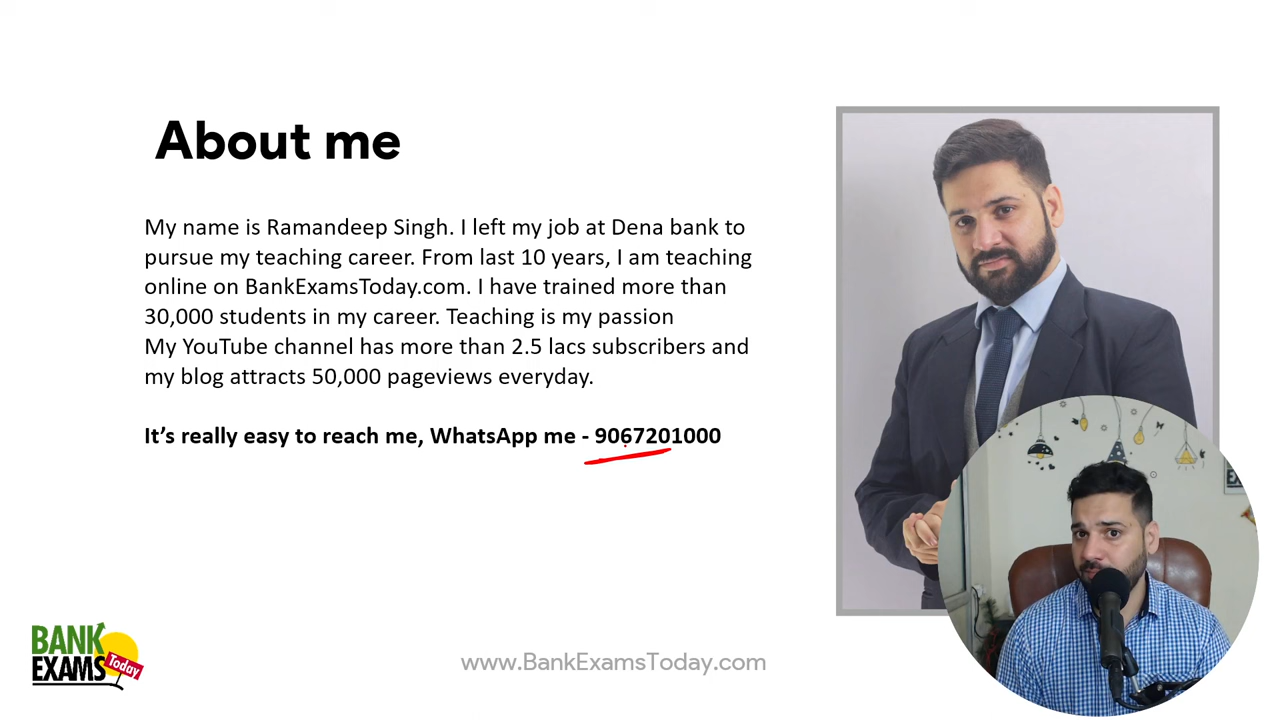 About me
My name is Ramandeep Singh. I left my job at Dena bank to
pursue my teaching career. From last 10 years, I am teaching
online on BankExamsToday.com. I have trained more than
30,000 students in my career. Teaching is my passion
My YouTube channel has more than 2.5 lacs subscribers and
my blog attracts 50,000 pageviews everyday.
It’s really easy to reach me, WhatsApp me - 9067201000
BANK
EXAMS
Today
www.BankExamsToday.com